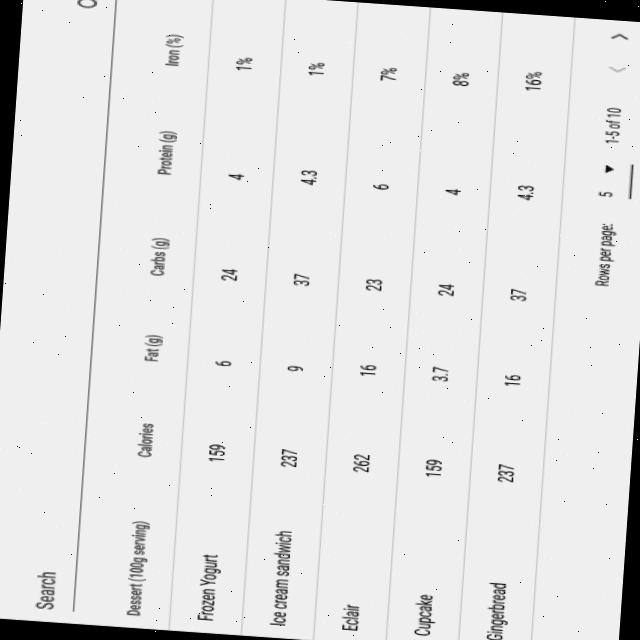 Search
Dessert (100g serving) Calories Fat (g) Carbs (g) Protein (g) Iron (%)
Frozen Yogurt 159 6 24 4 1%
Ice cream sandwich 237 9 37 4.3 1%
Eclair 262 16 23 6 7%
Cupcake 159 3.7 24 4 8%
Gingerbread 237 16 37 4.3 16%
Rows per page: 5 1-5 of 10